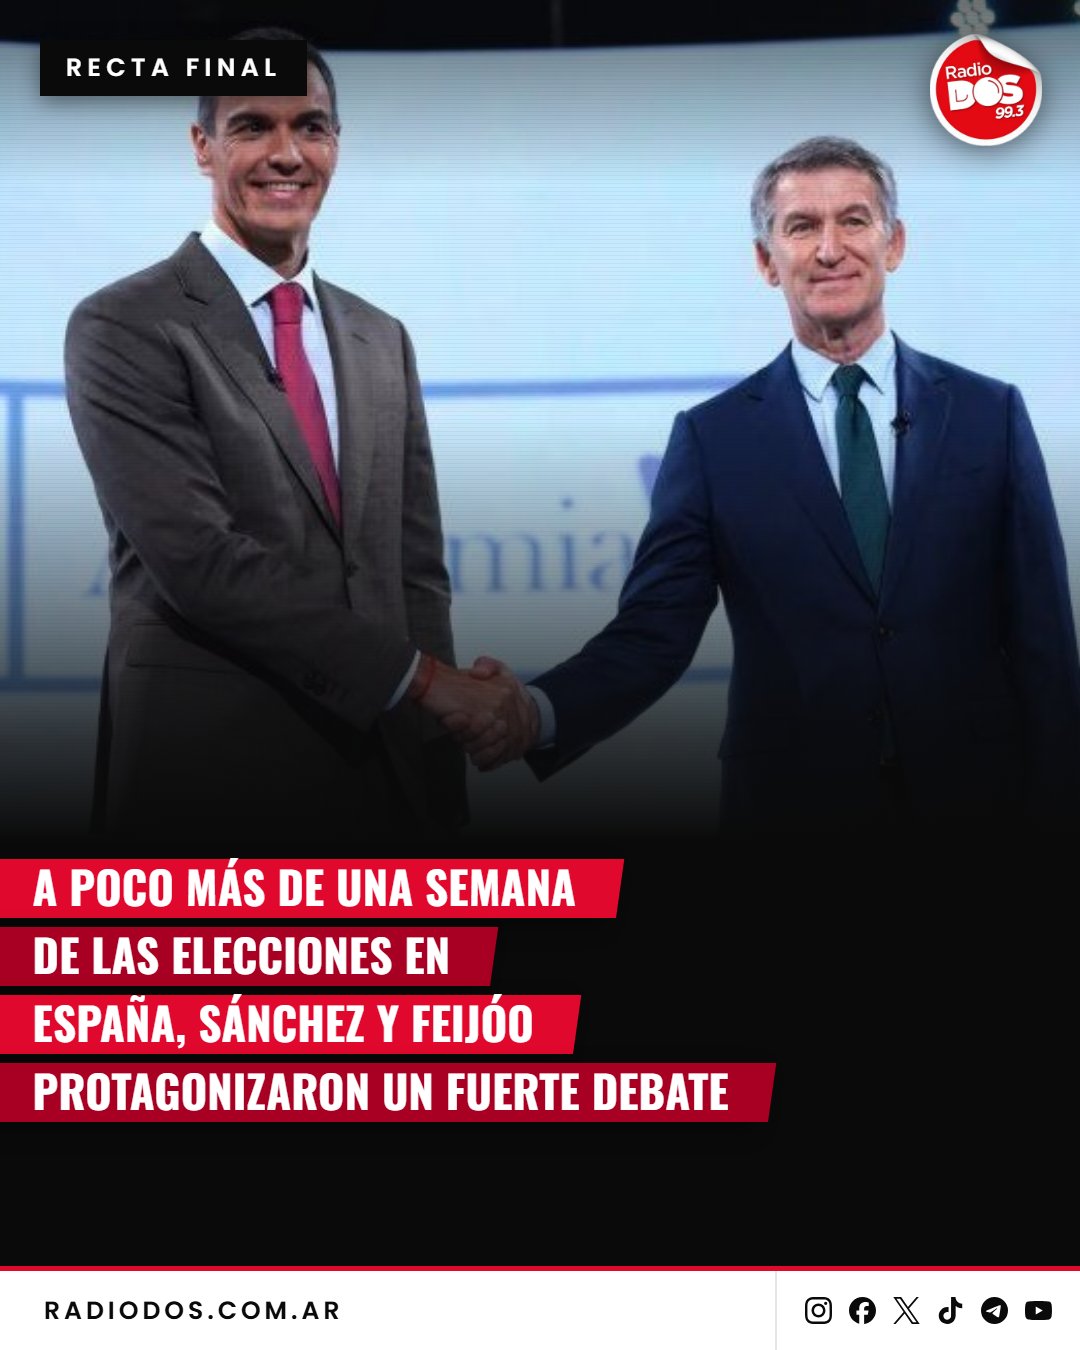 RECTA FINAL
Radio
DOS
99.3
mia
A POCO MÁS DE UNA SEMANA
DE LAS ELECCIONES EN
ESPAÑA, SÁNCHEZ Y FEIJÓO
PROTAGONIZARON UN FUERTE DEBATE
RADIODOS.COM.AR